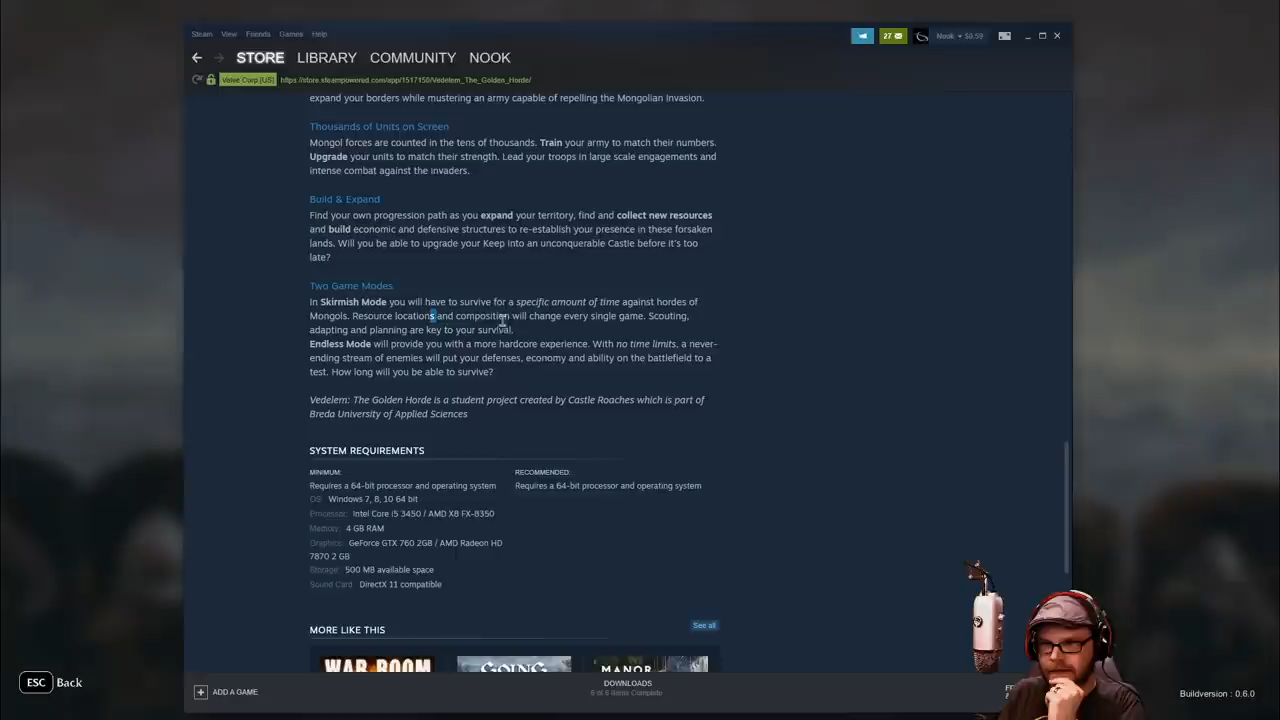 Steam View Friends Games Help
27
Nook $0.59
STORE LIBRARY COMMUNITY NOOK
Valve Corp [US] https://store.steampowered.com/app/1517150/Vedelem_The_Golden_Horde/
expand your borders while mustering an army capable of repelling the Mongolian Invasion.
Thousands of Units on Screen
Mongol forces are counted in the tens of thousands. Train your army to match their numbers.
Upgrade your units to match their strength. Lead your troops in large scale engagements and
intense combat against the invaders.
Build & Expand
Find your own progression path as you expand your territory, find and collect new resources
and build economic and defensive structures to re-establish your presence in these forsaken
lands. Will you be able to upgrade your Keep into an unconquerable Castle before it's too
late?
Two Game Modes
In Skirmish Mode you will have to survive for a specific amount of time against hordes of
Mongols. Resource locations and composition will change every single game. Scouting,
adapting and planning are key to your survival.
Endless Mode will provide you with a more hardcore experience. With no time limits, a never-
ending stream of enemies will put your defenses, economy and ability on the battlefield to a
test. How long will you be able to survive?
Vedelem: The Golden Horde is a student project created by Castle Roaches which is part of
Breda University of Applied Sciences
SYSTEM REQUIREMENTS
MINIMUM: RECOMMENDED:
Requires a 64-bit processor and operating system Requires a 64-bit processor and operating system
OS: Windows 7, 8, 10 64 bit
Processor: Intel Core i5 3450 / AMD X8 FX-8350
Memory: 4 GB RAM
Graphics: GeForce GTX 760 2GB / AMD Radeon HD
7870 2 GB
Storage: 500 MB available space
Sound Card: DirectX 11 compatible
MORE LIKE THIS See all
WAR ROOM GOING MANOR
ESC Back
ADD A GAME
DOWNLOADS
6 of 6 Items Complete
Buildversion : 0.6.0